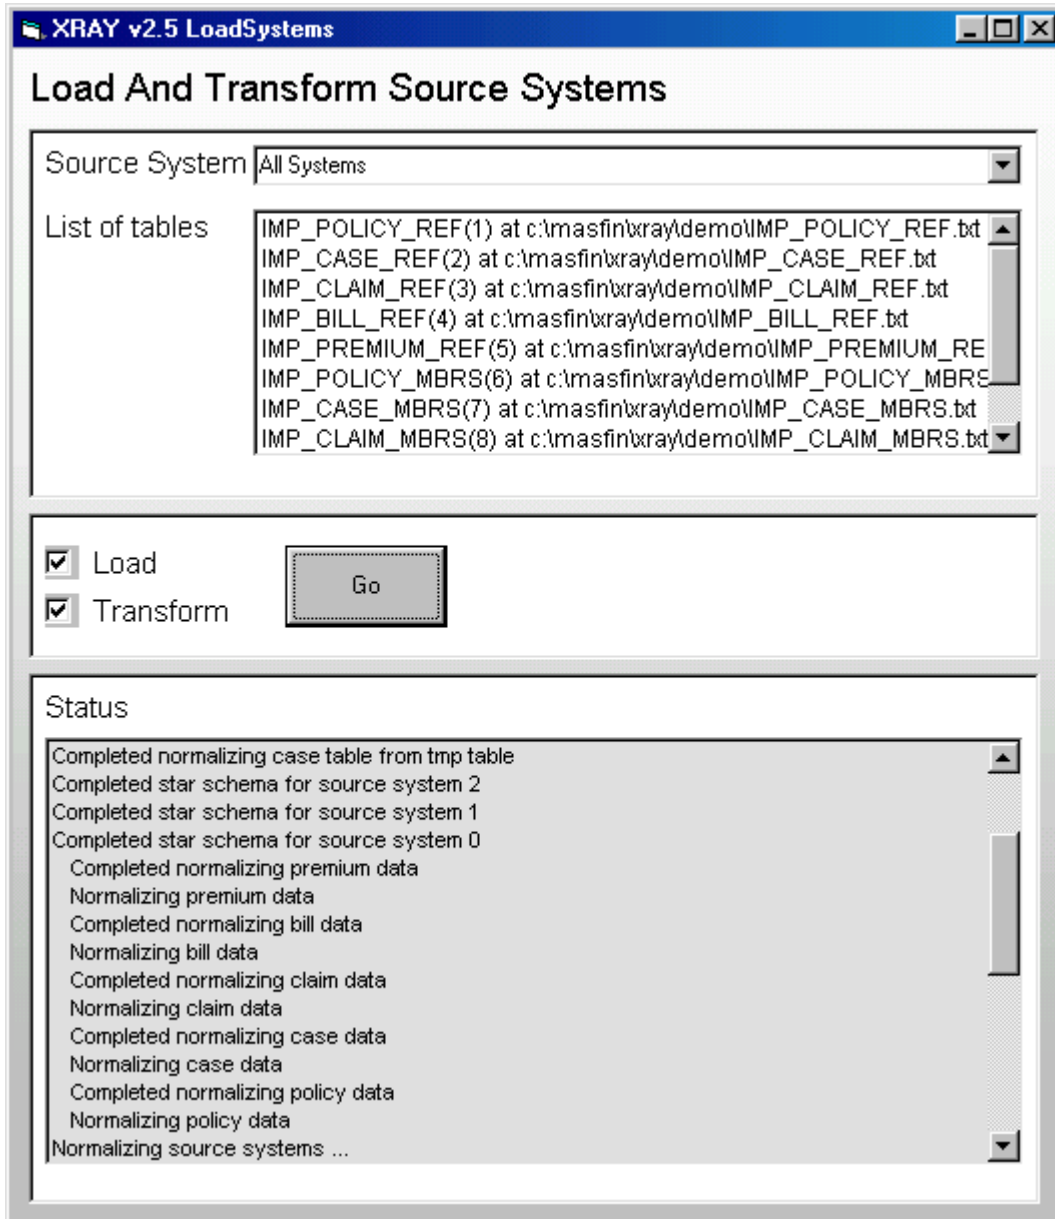 XRAY v2.5 LoadSystems
Load And Transform Source Systems
Source System All Systems
List of tables
IMP_POLICY_REF(1) at c:\masfin\xray\demo\IMP_POLICY_REF.txt
IMP_CASE_REF(2) at c:\masfin\xray\demo\IMP_CASE_REF.txt
IMP_CLAIM_REF(3) at c:\masfin\xray\demo\IMP_CLAIM_REF.txt
IMP_BILL_REF(4) at c:\masfin\xray\demo\IMP_BILL_REF.txt
IMP_PREMIUM_REF(5) at c:\masfin\xray\demo\IMP_PREMIUM_RE
IMP_POLICY_MBRS(6) at c:\masfin\xray\demo\IMP_POLICY_MBRS
IMP_CASE_MBRS(7) at c:\masfin\xray\demo\IMP_CASE_MBRS.txt
IMP_CLAIM_MBRS(8) at c:\masfin\xray\demo\IMP_CLAIM_MBRS.txt
Load
Transform
Go
Status
Completed normalizing case table from tmp table
Completed star schema for source system 2
Completed star schema for source system 1
Completed star schema for source system 0
Completed normalizing premium data
Normalizing premium data
Completed normalizing bill data
Normalizing bill data
Completed normalizing claim data
Normalizing claim data
Completed normalizing case data
Normalizing case data
Completed normalizing policy data
Normalizing policy data
Normalizing source systems ...